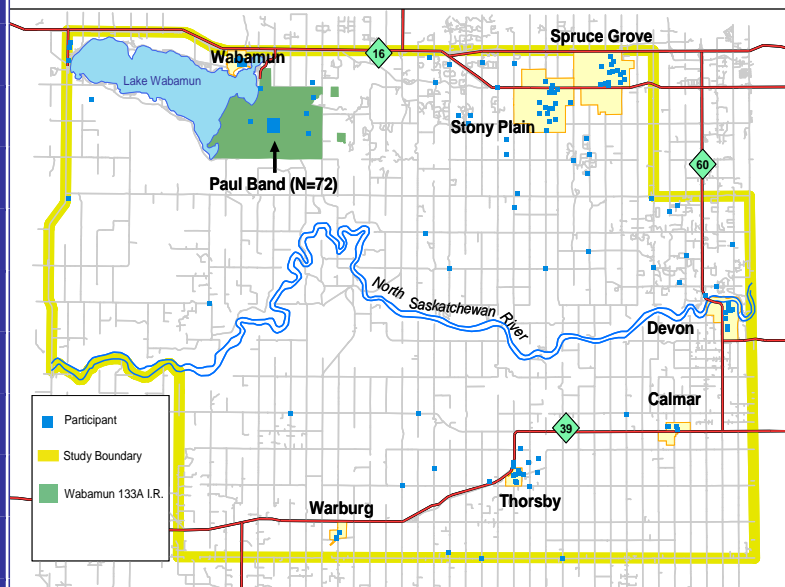 Spruce Grove
16
Wabamun
Lake Wabamun
Stony Plain
60
Paul Band (N=72)
North Saskatchewan River
Devon
Calmar
Participant
39
Study Boundary
Wabamun 133A I.R.
Thorsby
Warburg